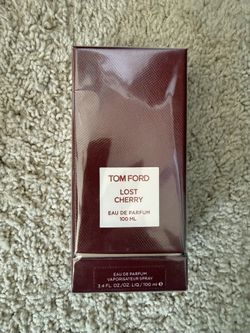 TOM FORD
LOST
CHERRY
EAU DE PARFUM
100 ML
EAU DE PARFUM
VAPORISATEUR SPRAY
3.4 FL. OZ./OZ. LIQ / 100 ml ℮